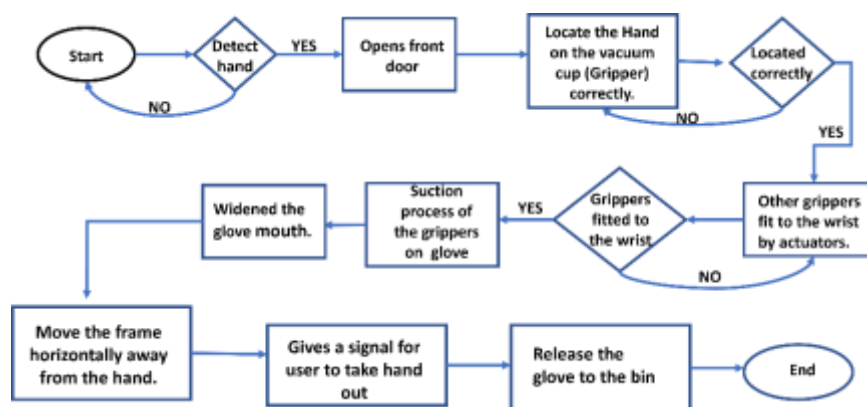 Start
Detect
hand
YES
NO
Opens front
door
Locate the Hand
on the vacuum
cup (Gripper)
correctly.
Located
correctly
NO
YES
Other grippers
fit to the wrist
by actuators.
Grippers
fitted to
the wrist
NO
YES
Suction
process of
the grippers
on glove
Widened the
glove mouth.
Move the frame
horizontally away
from the hand.
Gives a signal for
user to take hand
out
Release the
glove to the bin
End